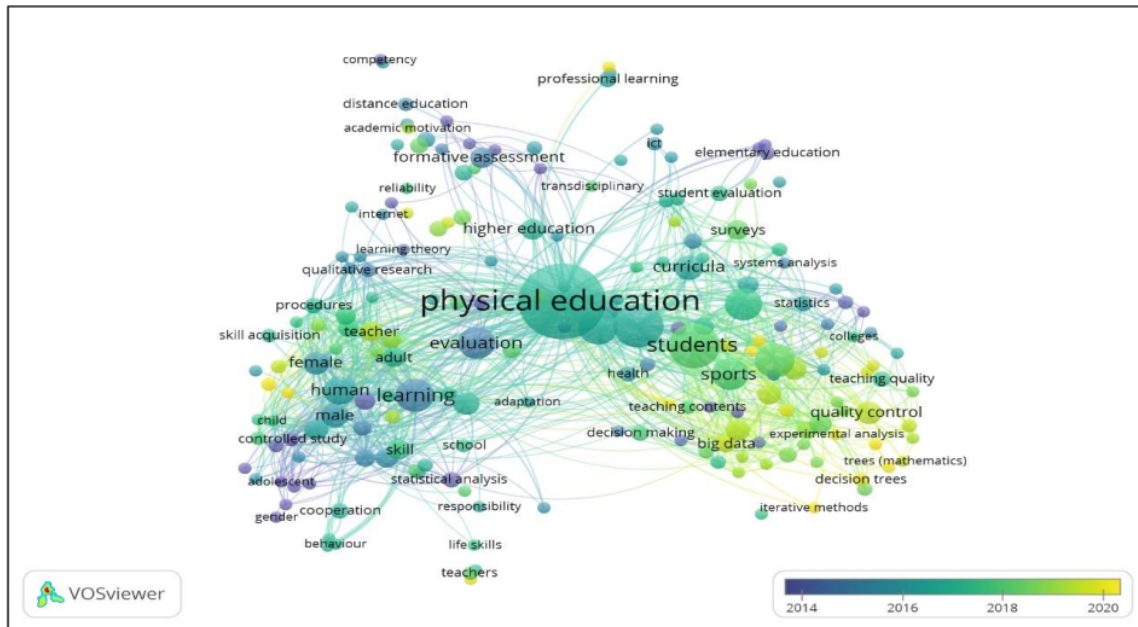 competency
professional learning
distance education
academic motivation
ict
elementary education
formative assessment
reliability
transdisciplinary
student evaluation
internet
higher education
surveys
learning theory
qualitative research
curricula
systems analysis
physical education
procedures
statistics
skill acquisition
teacher
evaluation
students
colleges
female
adult
health
sports
teaching quality
human
learning
adaptation
teaching contents
quality control
child
male
controlled study
school
decision making
big data
experimental analysis
skill
adolescent
statistical analysis
trees (mathematics)
decision trees
gender
cooperation
responsibility
iterative methods
behaviour
life skills
teachers
VOSviewer
2014
2016
2018
2020